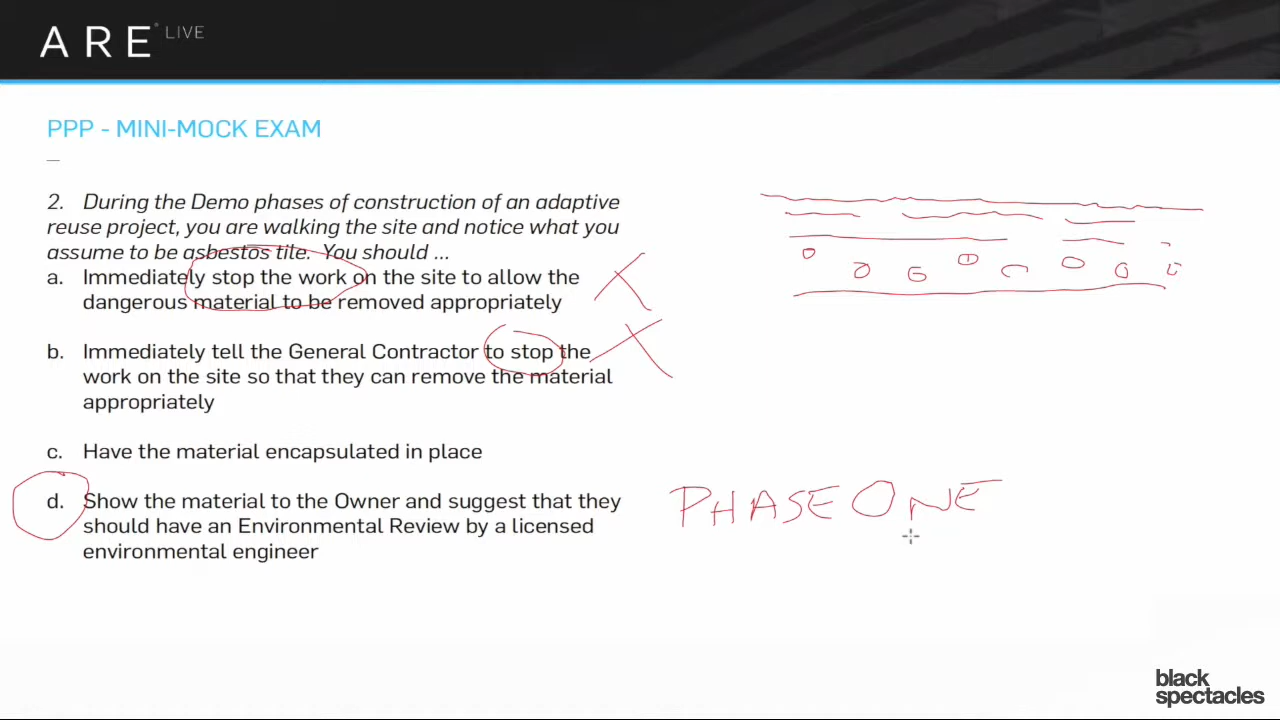 ARE LIVE
PPP - MINI-MOCK EXAM
2. During the Demo phases of construction of an adaptive
reuse project, you are walking the site and notice what you
assume to be asbestos tile. You should ...
a. Immediately stop the work on the site to allow the
dangerous material to be removed appropriately
b. Immediately tell the General Contractor to stop the
work on the site so that they can remove the material
appropriately
c. Have the material encapsulated in place
d. Show the material to the Owner and suggest that they
should have an Environmental Review by a licensed
environmental engineer
PHASE ONE
black
spectacles